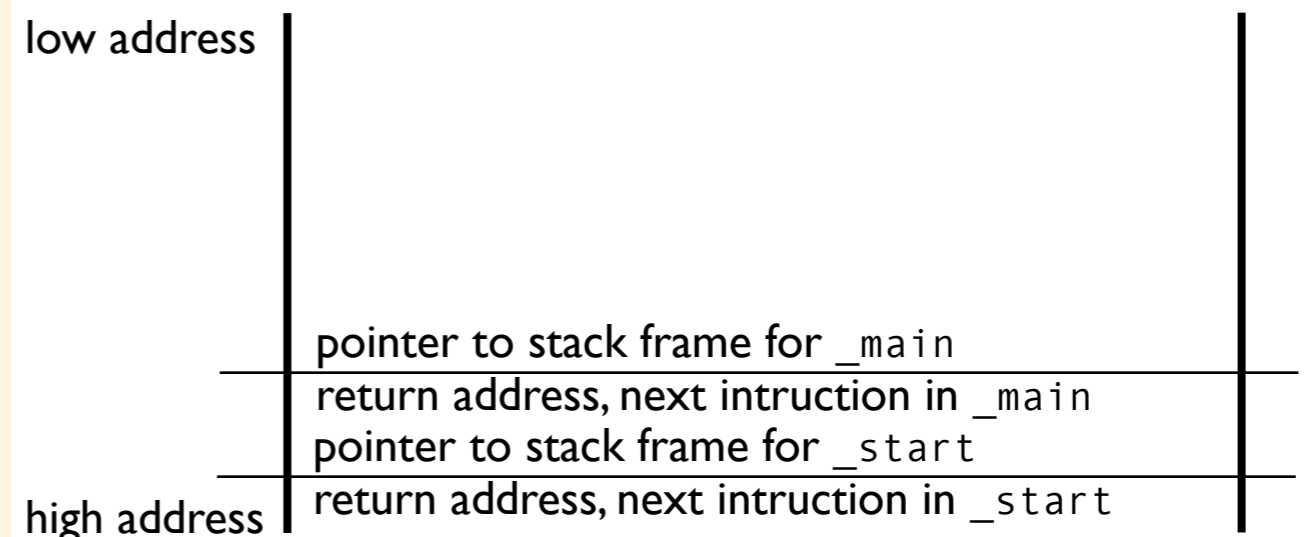 low address
pointer to stack frame for _main
return address, next intruction in _main
pointer to stack frame for _start
return address, next intruction in _start
high address